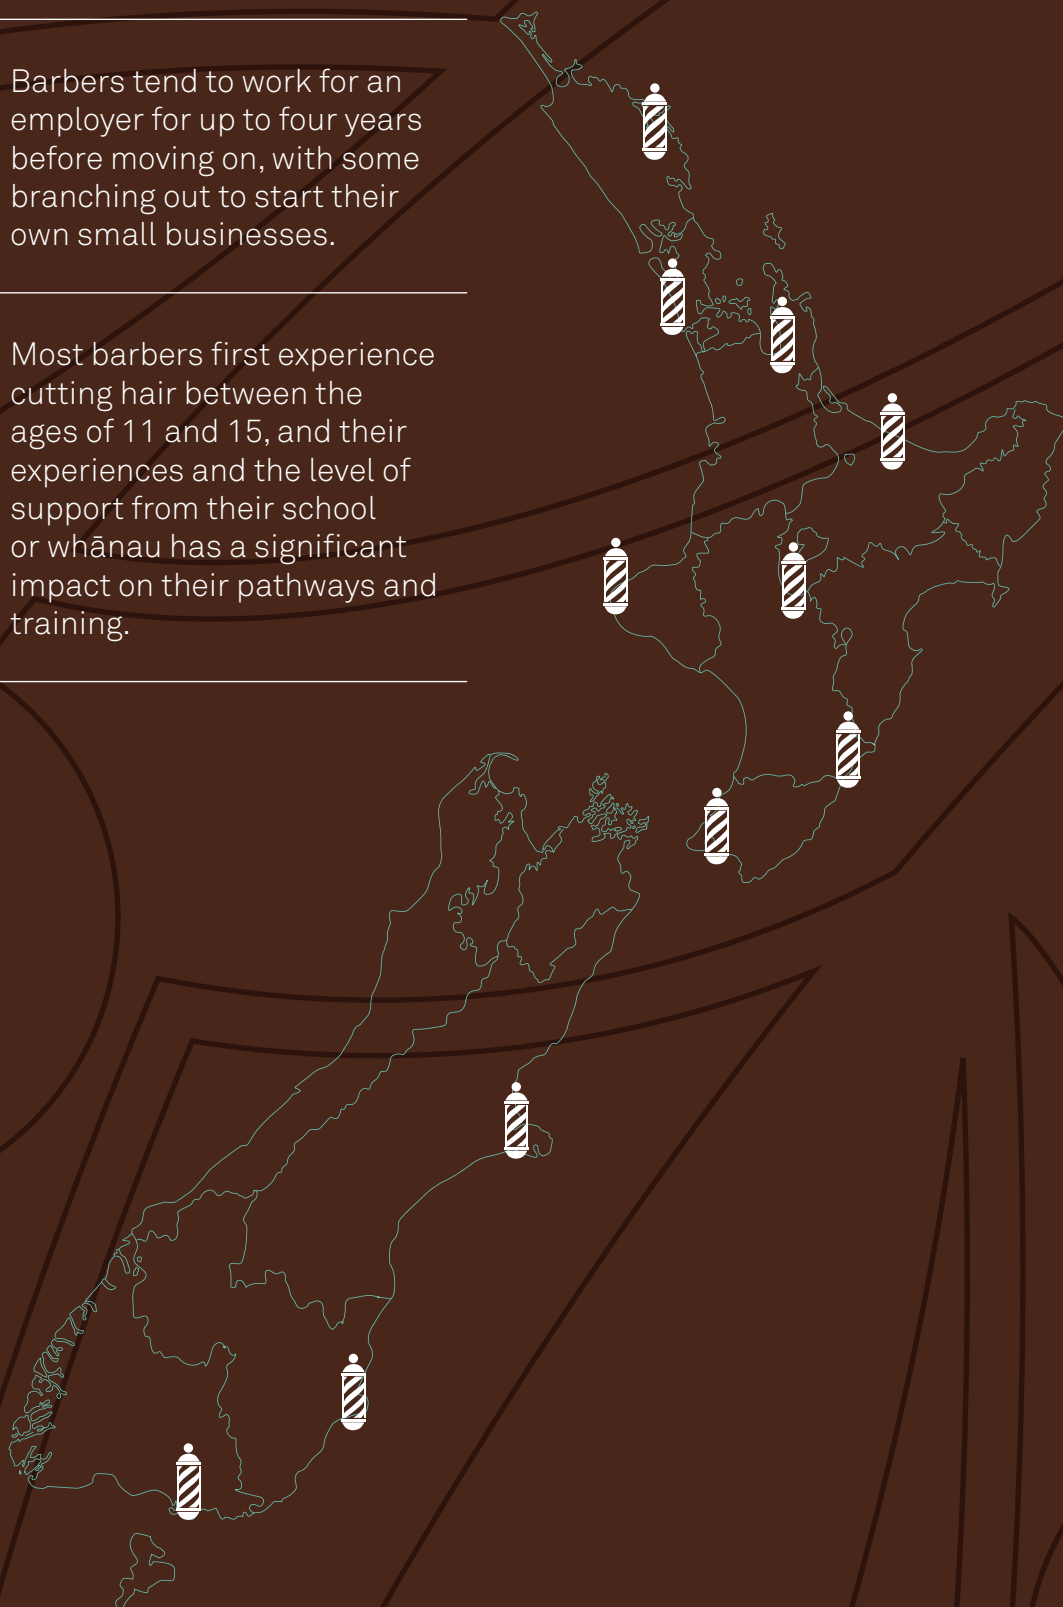 Barbers tend to work for an
employer for up to four years
before moving on, with some
branching out to start their
own small businesses.
Most barbers first experience
cutting hair between the
ages of 11 and 15, and their
experiences and the level of
support from their school
or whānau has a significant
impact on their pathways and
training.